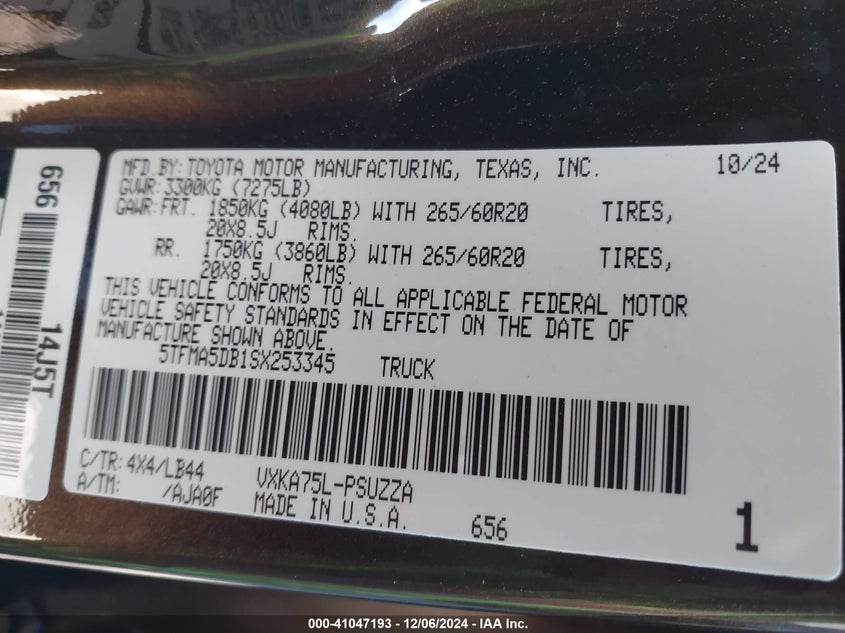 MFD.BY:TOYOTA MOTOR MANUFACTURING, TEXAS, INC. 10/24
GVWR:3300KG (7275LB)
GAWR:FRT. 1850KG (4080LB) WITH 265/60R20 TIRES,
20X8.5J RIMS.
RR. 1750KG (3860LB) WITH 265/60R20 TIRES,
20X8.5J RIMS.
THIS VEHICLE CONFORMS TO ALL APPLICABLE FEDERAL MOTOR
VEHICLE SAFETY STANDARDS IN EFFECT ON THE DATE OF
MANUFACTURE SHOWN ABOVE.
5TFMA5DB1SX253345 TRUCK
C/TR:4X4/LB44 VXKA75L-PSUZZA
A/TM: /AJA0F MADE IN U.S.A. 656 1
656
14J5T
000-41047193 - 12/06/2024 - IAA Inc.